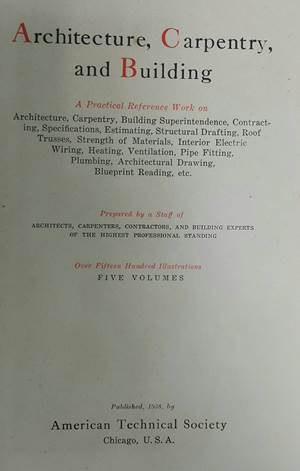 Architecture, Carpentry,
and Building
A Practical Reference Work on
Architecture, Carpentry, Building Superintendence, Contract-
ing, Specifications, Estimating, Structural Drafting, Roof
Trusses, Strength of Materials, Interior Electric
Wiring, Heating, Ventilation, Pipe Fitting,
Plumbing, Architectural Drawing,
Blueprint Reading, etc.
Prepared by a Staff of
ARCHITECTS, CARPENTERS, CONTRACTORS, AND BUILDING EXPERTS
OF THE HIGHEST PROFESSIONAL STANDING
Over Fifteen Hundred Illustrations
FIVE VOLUMES
Published, 1938, by
American Technical Society
Chicago, U. S. A.